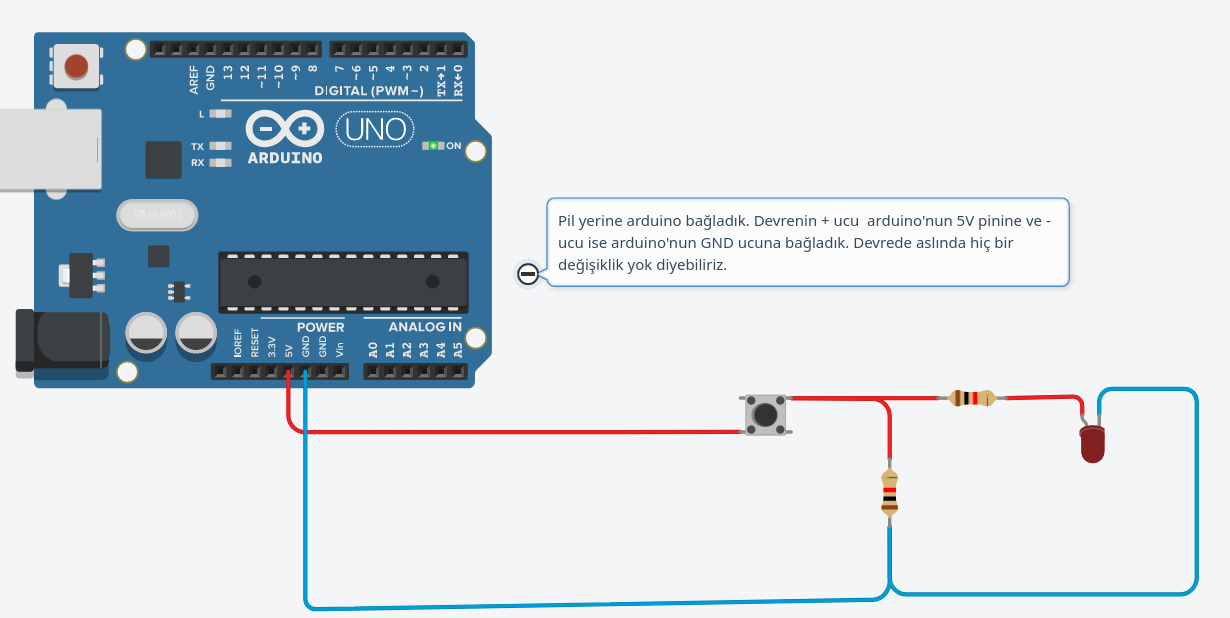 AREF
GND
13
12
~11
~10
~9
8
7
~6
~5
4
~3
2
TX→1
RX←0
DIGITAL (PWM~)
L
TX
RX
UNO
ARDUINO
ON
SPK16.000G
Pil yerine arduino bağladık. Devrenin + ucu  arduino'nun 5V pinine ve -
ucu ise arduino'nun GND ucuna bağladık. Devrede aslında hiç bir
değişiklik yok diyebiliriz.
POWER
ANALOG IN
IOREF
RESET
3.3V
5V
GND
GND
Vin
A0
A1
A2
A3
A4
A5